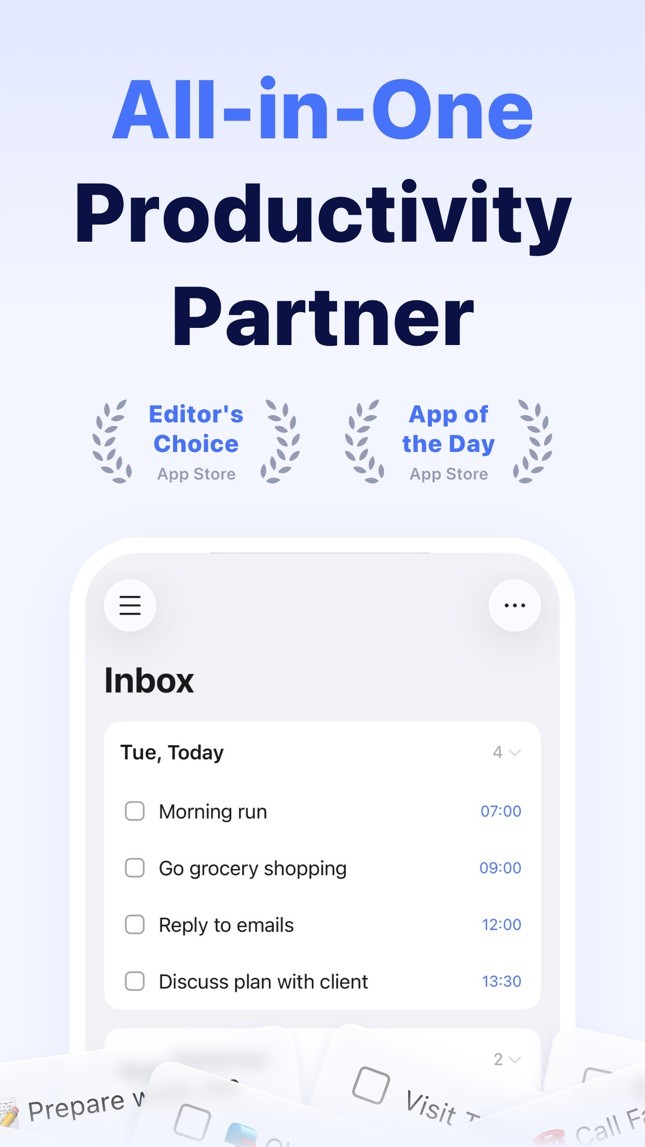 All-in-One
Productivity
Partner
Editor's
Choice
App Store
App of
the Day
App Store
Inbox
Tue, Today 4
Morning run 07:00
Go grocery shopping 09:00
Reply to emails 12:00
Discuss plan with client 13:30
2
Prepare
Visit
Call